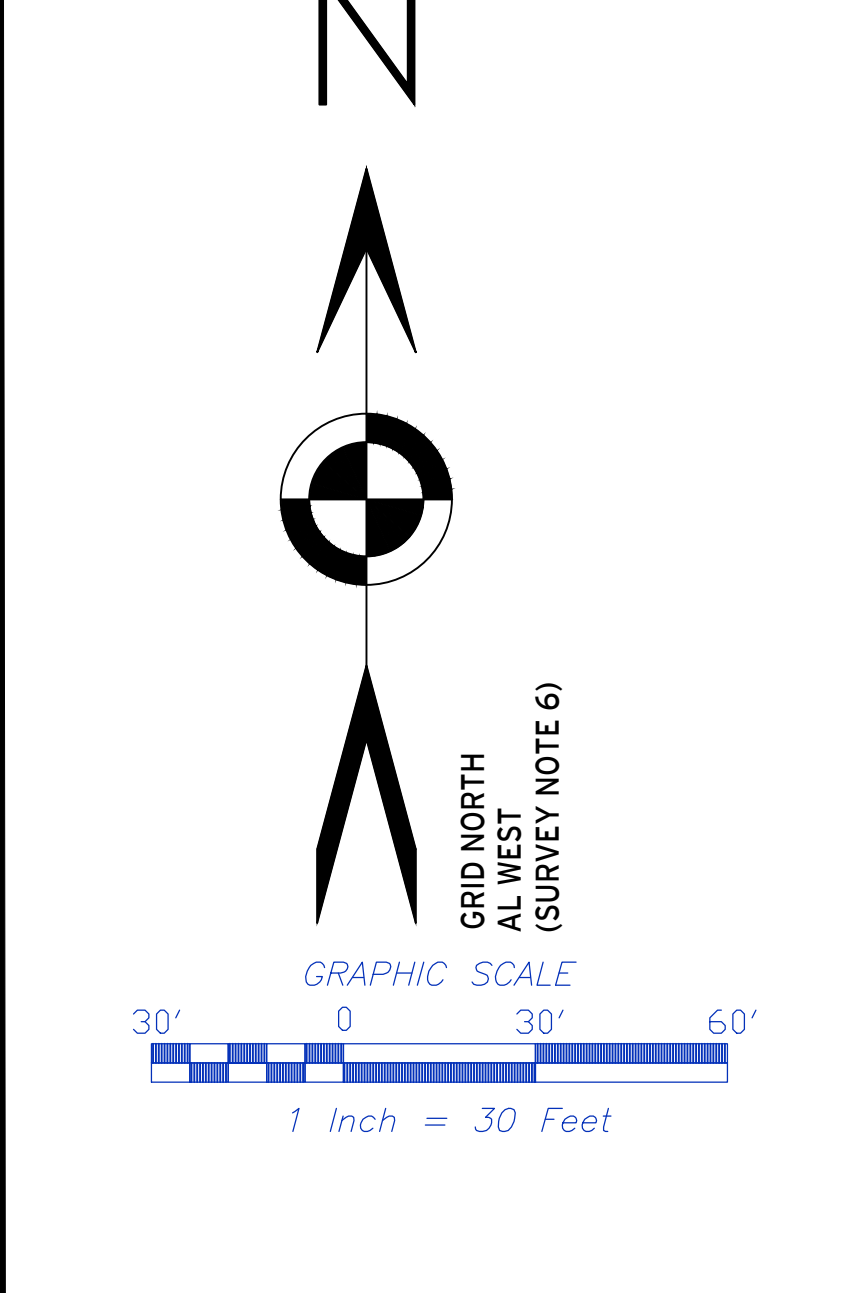 N
GRID NORTH
AL WEST
(SURVEY NOTE 6)
GRAPHIC SCALE
30' 0 30' 60'
1 Inch = 30 Feet